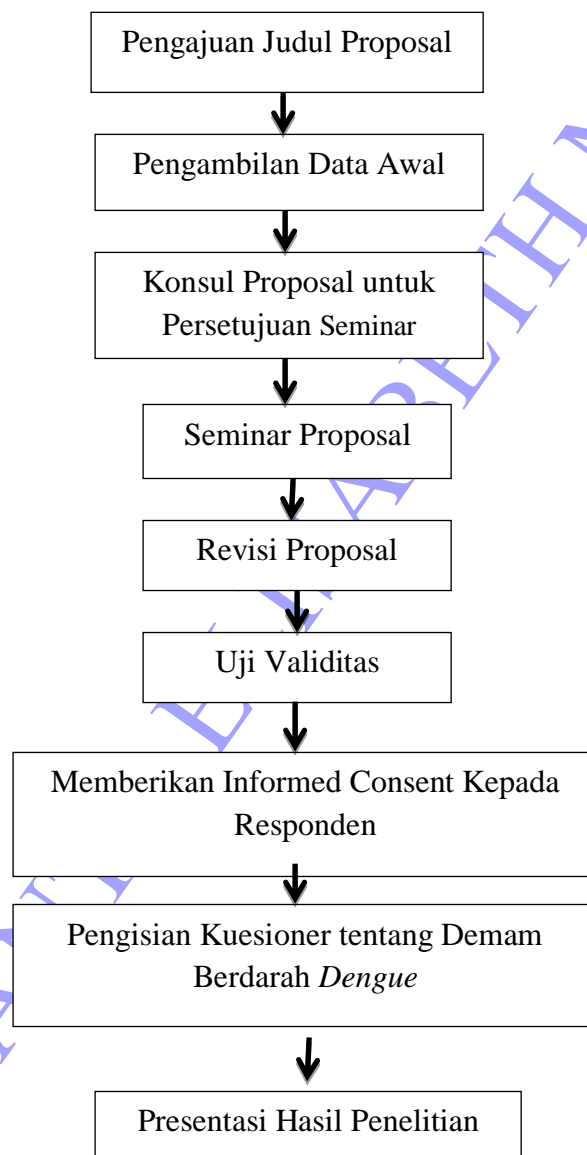 Pengajuan Judul Proposal
Pengambilan Data Awal
Konsul Proposal untuk
Persetujuan Seminar
Seminar Proposal
Revisi Proposal
Uji Validitas
Memberikan Informed Consent Kepada
Responden
Pengisian Kuesioner tentang Demam
Berdarah Dengue
Presentasi Hasil Penelitian